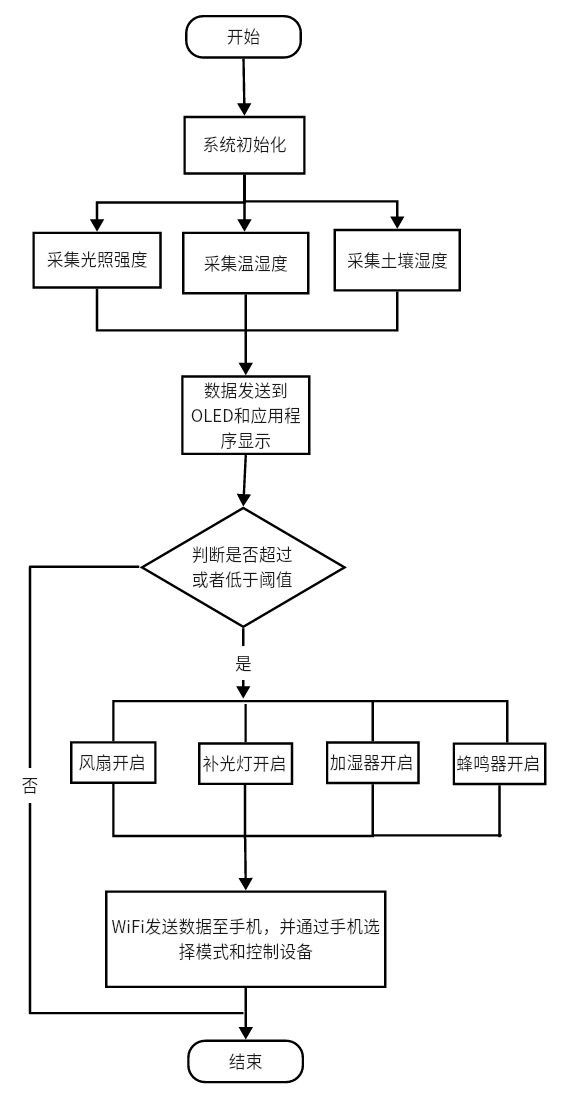 开始
系统初始化
采集光照强度
采集温湿度
采集土壤湿度
数据发送到
OLED和应用程
序显示
判断是否超过
或者低于阈值
是
风扇开启
补光灯开启
加湿器开启
蜂鸣器开启
否
WiFi发送数据至手机，并通过手机选
择模式和控制设备
结束